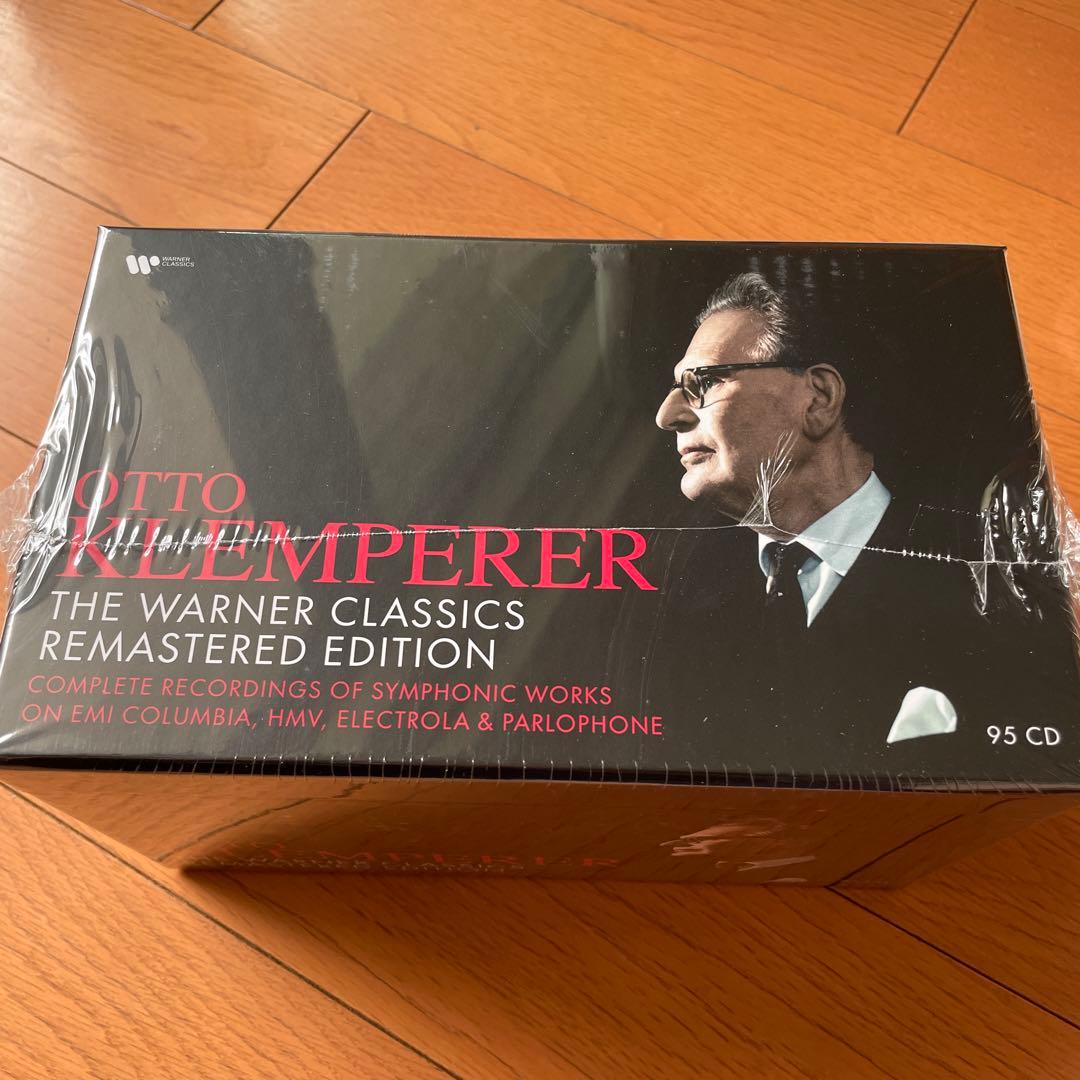 WARNER
CLASSICS
OTTO
KLEMPERER
THE WARNER CLASSICS
REMASTERED EDITION
COMPLETE RECORDINGS OF SYMPHONIC WORKS
ON EMI COLUMBIA, HMV, ELECTROLA & PARLOPHONE
95 CD